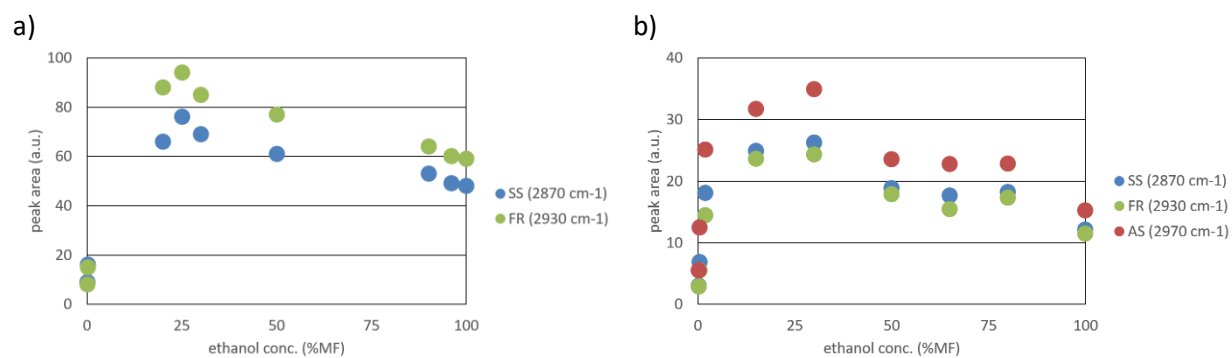 a)
100
80
60
40
20
0
peak area (a.u.)
0 25 50 75 100
ethanol conc. (%MF)
SS (2870 cm-1)
FR (2930 cm-1)
b)
40
30
20
10
0
peak area (a.u.)
0 25 50 75 100
ethanol conc. (%MF)
SS (2870 cm-1)
FR (2930 cm-1)
AS (2970 cm-1)